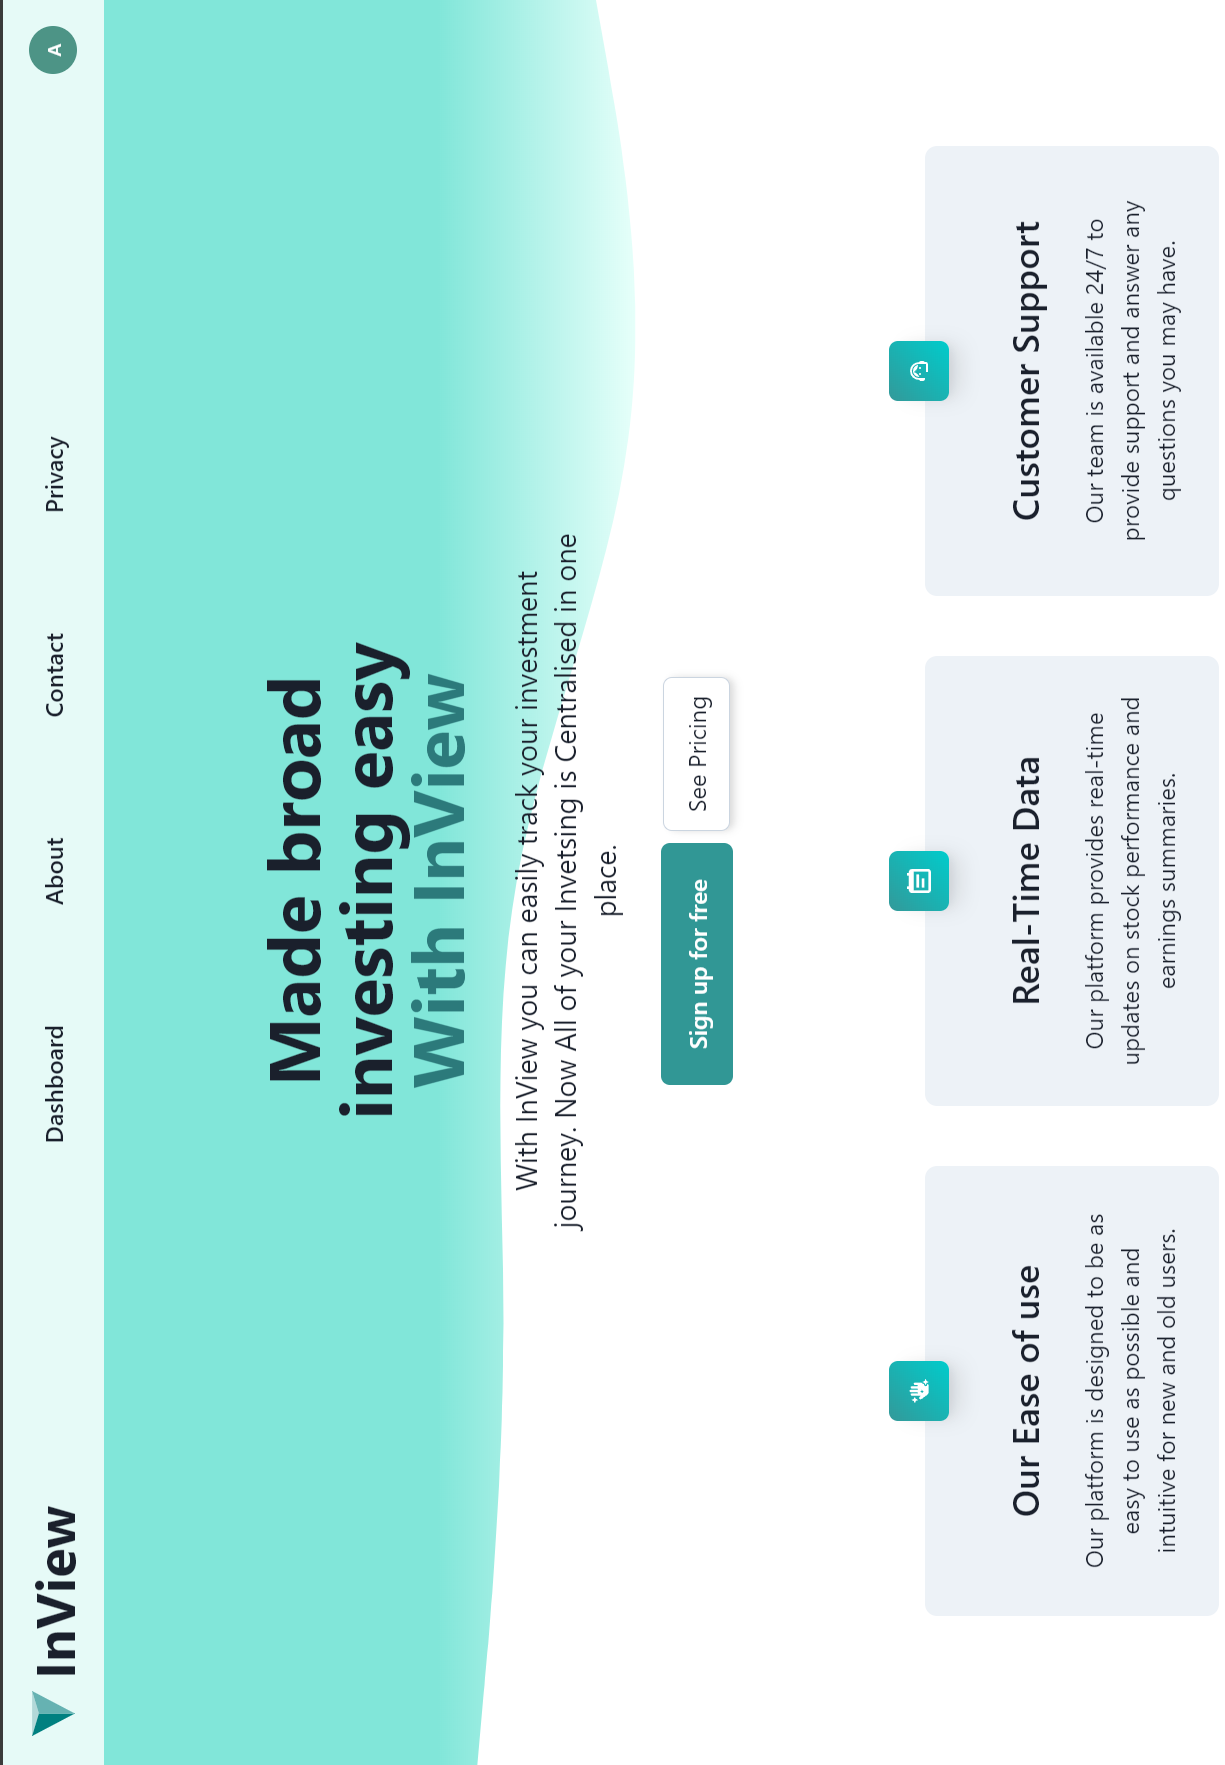 InView
Dashboard
About
Contact
Privacy
A
Made broad
investing easy
With InView
With InView you can easily track your investment
journey. Now All of your Invetsing is Centralised in one
place.
Sign up for free
See Pricing
Our Ease of use
Our platform is designed to be as
easy to use as possible and
intuitive for new and old users.
Real-Time Data
Our platform provides real-time
updates on stock performance and
earnings summaries.
Customer Support
Our team is available 24/7 to
provide support and answer any
questions you may have.